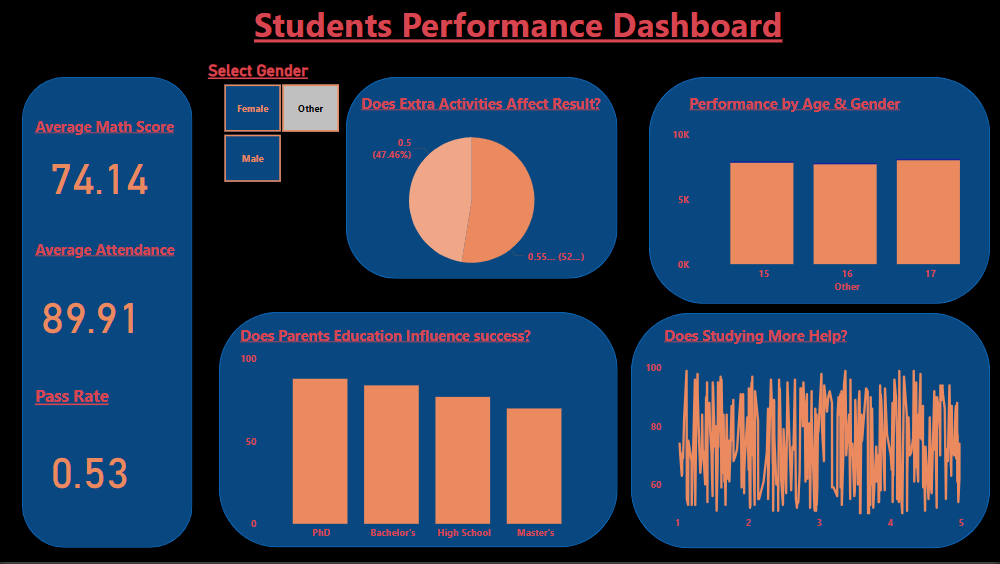 Students Performance Dashboard
Select Gender
Female
Other
Male
Average Math Score
74.14
Average Attendance
89.91
Pass Rate
0.53
Does Extra Activities Affect Result?
0.5
(47.46%)
0.55... (52...)
Performance by Age & Gender
10K
5K
0K
15
16
17
Other
Does Parents Education Influence success?
100
50
0
PhD
Bachelor's
High School
Master's
Does Studying More Help?
100
80
60
1
2
3
4
5